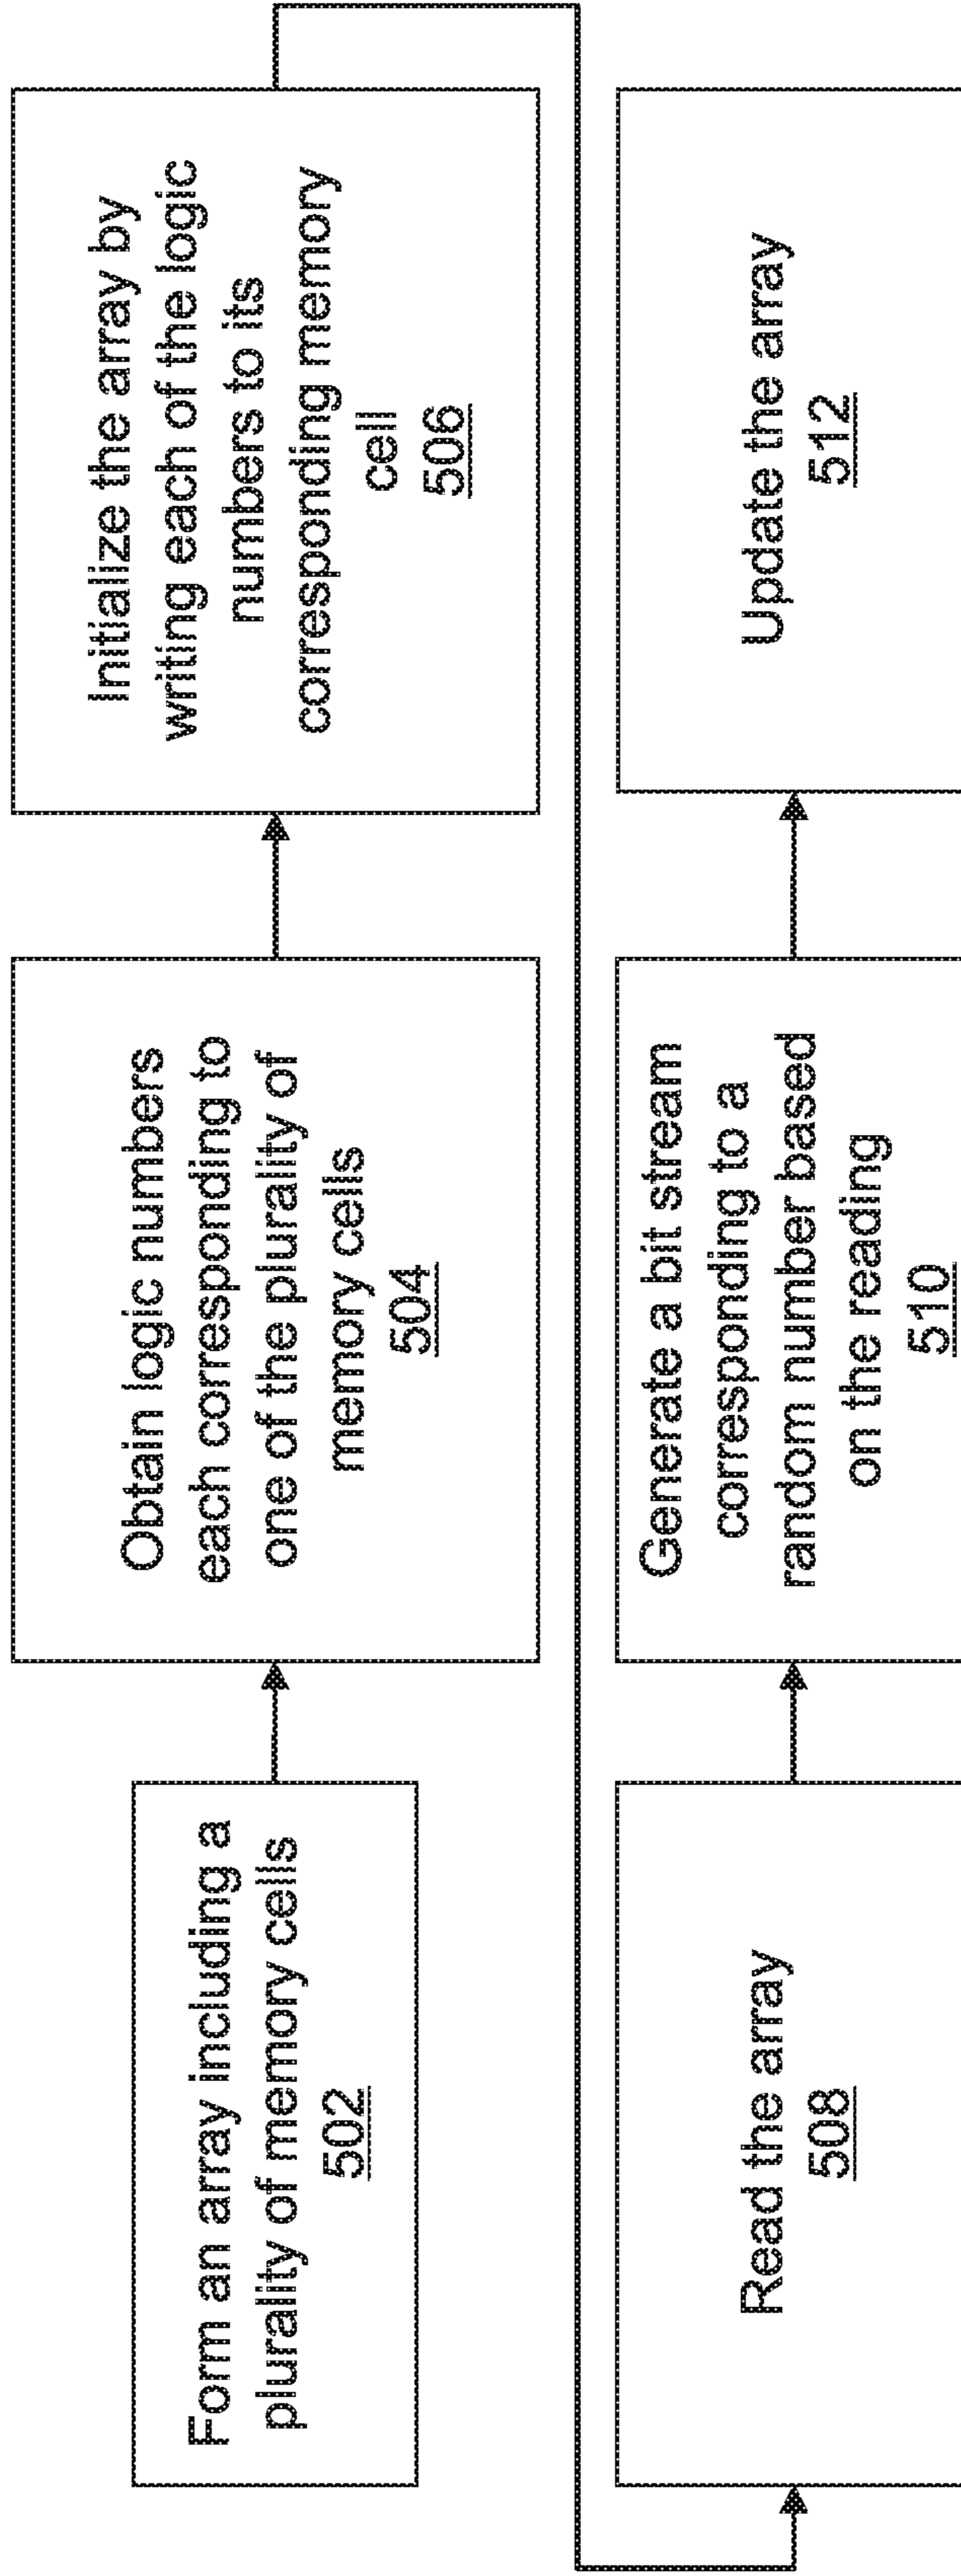 Form an array including a
plurality of memory cells
502
Obtain logic numbers
each corresponding to
one of the plurality of
memory cells
504
Initialize the array by
writing each of the logic
numbers to its
corresponding memory
cell
506
Read the array
508
Generate a bit stream
corresponding to a
random number based
on the reading
510
Update the array
512